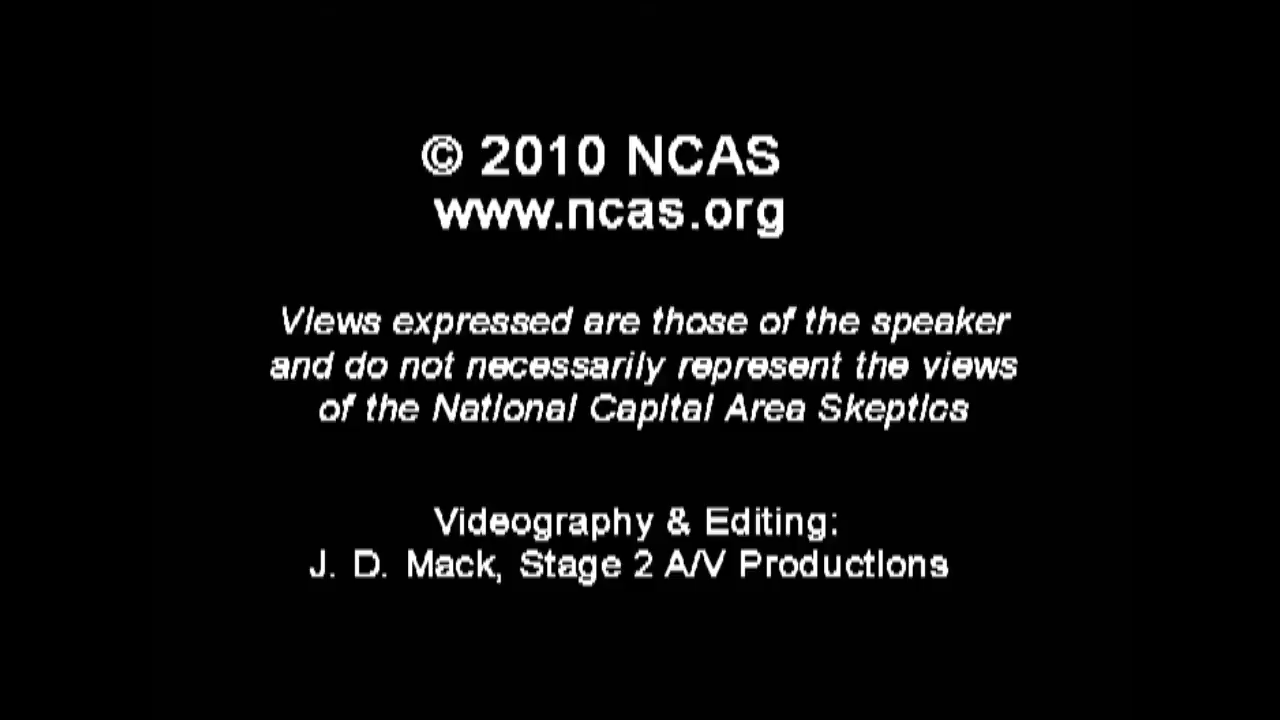 © 2010 NCAS
www.ncas.org
Views expressed are those of the speaker
and do not necessarily represent the views
of the National Capital Area Skeptics
Videography & Editing:
J. D. Mack, Stage 2 A/V Productions